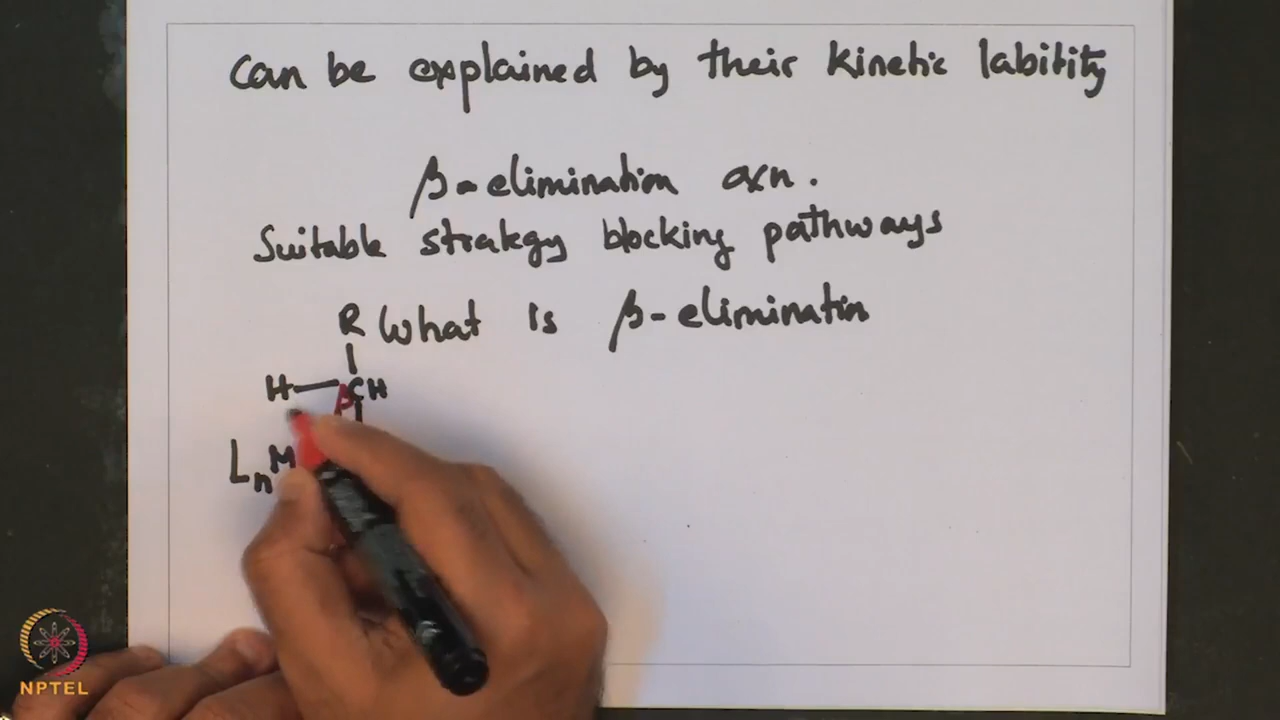 can be explained by their kinetic lability
β-elimination rxn.
Suitable strategy blocking pathways
What is β-elimination
R
H CH
β
LnM
NPTEL